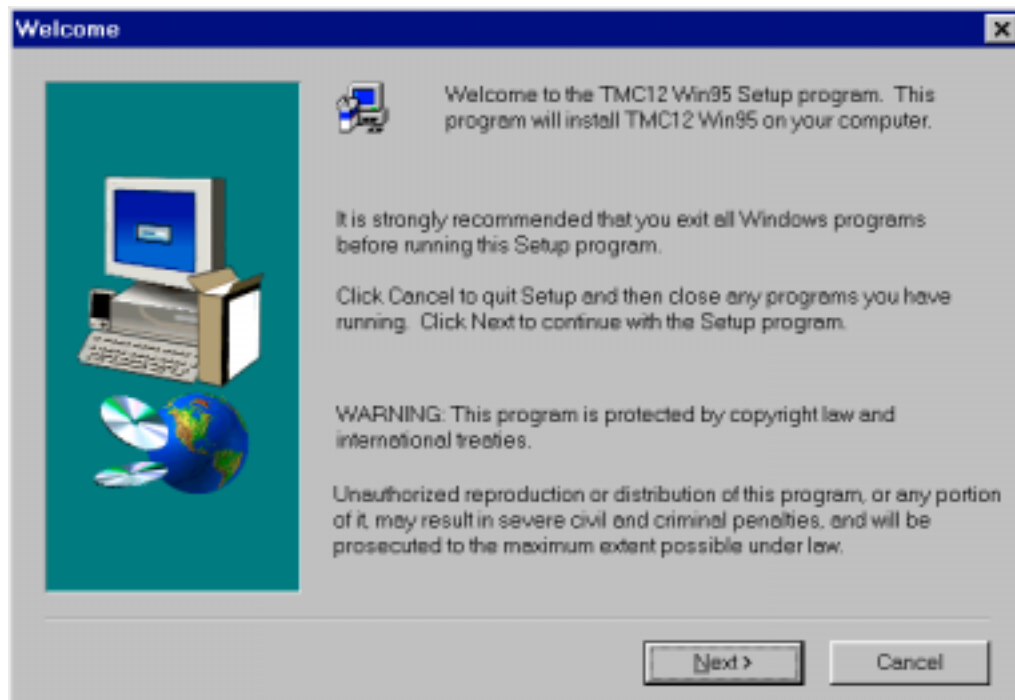 Welcome
Welcome to the TMC12 Win95 Setup program. This
program will install TMC12 Win95 on your computer.
It is strongly recommended that you exit all Windows programs
before running this Setup program.
Click Cancel to quit Setup and then close any programs you have
running. Click Next to continue with the Setup program.
WARNING: This program is protected by copyright law and
international treaties.
Unauthorized reproduction or distribution of this program, or any portion
of it, may result in severe civil and criminal penalties, and will be
prosecuted to the maximum extent possible under law.
Next >
Cancel